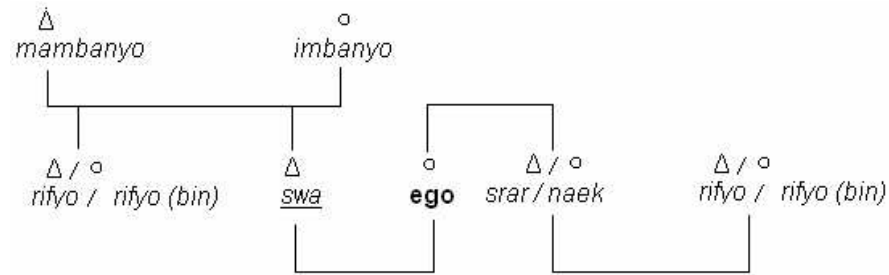 Δ ○
mambanyo imbanyo
Δ / ○ Δ ○ Δ / ○ Δ / ○
rifyo / rifyo (bin) swa ego srar / naek rifyo / rifyo (bin)